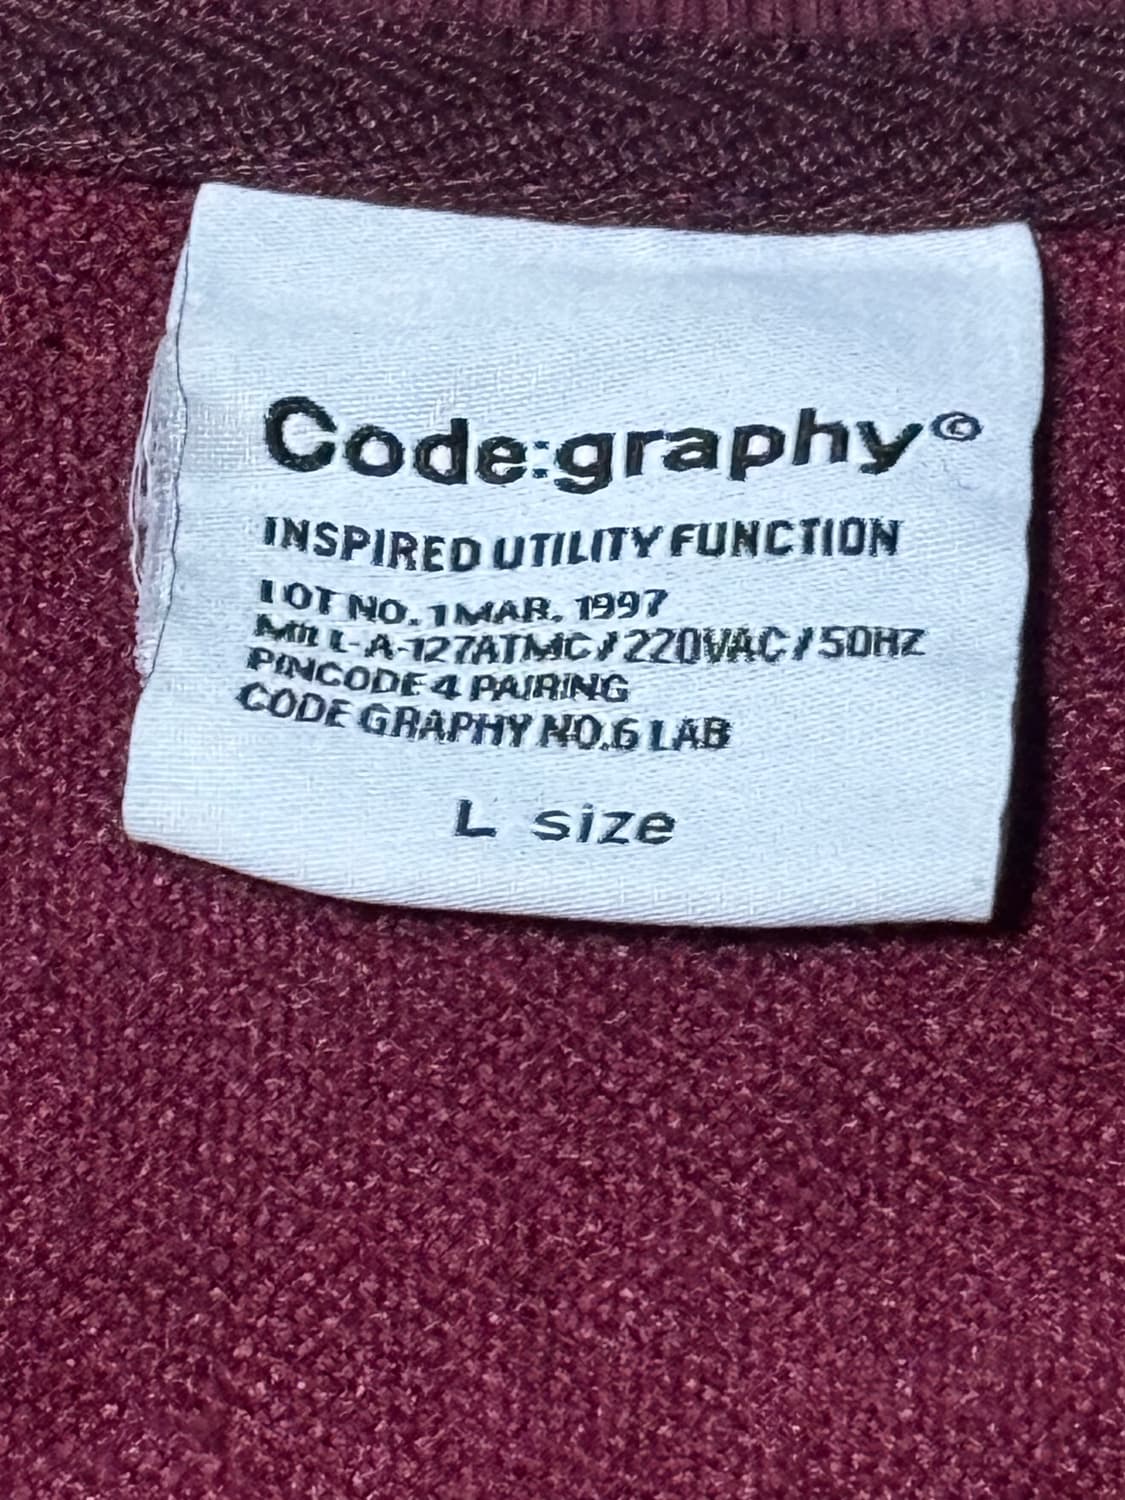 Code:graphy©
INSPIRED UTILITY FUNCTION
LOT NO. 1 MAR. 1997
MIL L-A-127ATMC / 220VAC / 50HZ
PINCODE 4 PAIRING
CODE GRAPHY NO.6 LAB
L size